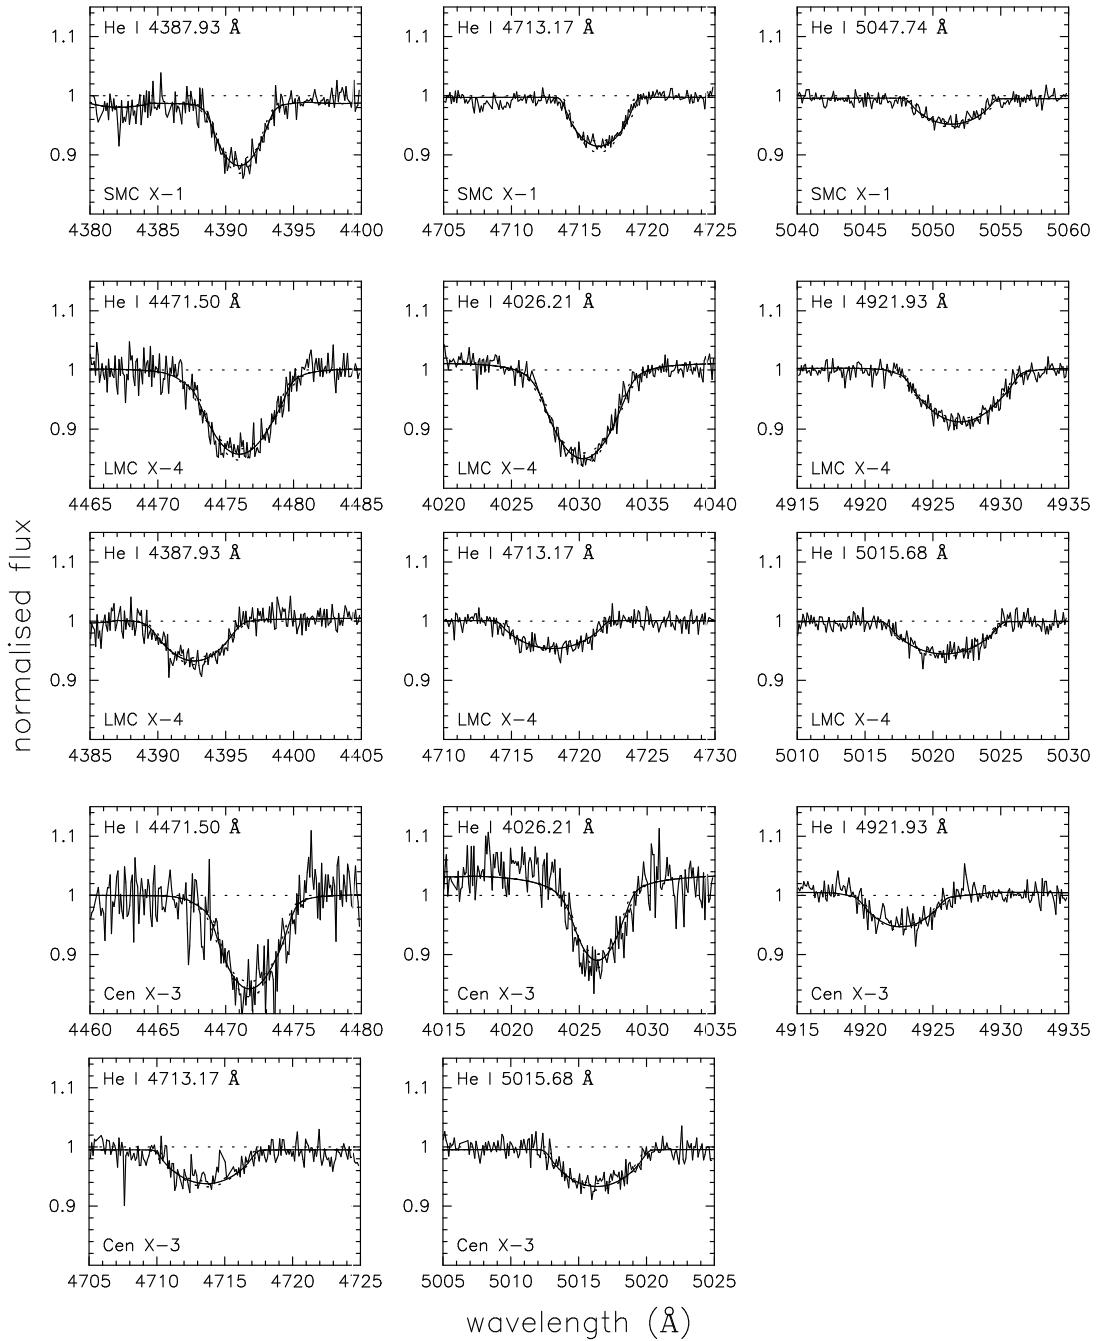 He I 4387.93 Å
He I 4713.17 Å
He I 5047.74 Å
1.1
1
0.9
SMC X-1
SMC X-1
SMC X-1
4380 4385 4390 4395 4400
4705 4710 4715 4720 4725
5040 5045 5050 5055 5060
He I 4471.50 Å
He I 4026.21 Å
He I 4921.93 Å
1.1
1.1
1.1
1
1
1
0.9
0.9
0.9
LMC X-4
LMC X-4
LMC X-4
4465 4470 4475 4480 4485
4020 4025 4030 4035 4040
4915 4920 4925 4930 4935
He I 4387.93 Å
He I 4713.17 Å
He I 5015.68 Å
1.1
1.1
1.1
1
1
1
0.9
0.9
0.9
LMC X-4
LMC X-4
LMC X-4
4385 4390 4395 4400 4405
4710 4715 4720 4725 4730
5010 5015 5020 5025 5030
normalised flux
He I 4471.50 Å
He I 4026.21 Å
He I 4921.93 Å
1.1
1.1
1.1
1
1
1
0.9
0.9
0.9
Cen X-3
Cen X-3
Cen X-3
4460 4465 4470 4475 4480
4015 4020 4025 4030 4035
4915 4920 4925 4930 4935
He I 4713.17 Å
He I 5015.68 Å
1.1
1.1
1
1
0.9
0.9
Cen X-3
Cen X-3
4705 4710 4715 4720 4725
5005 5010 5015 5020 5025
wavelength (Å)